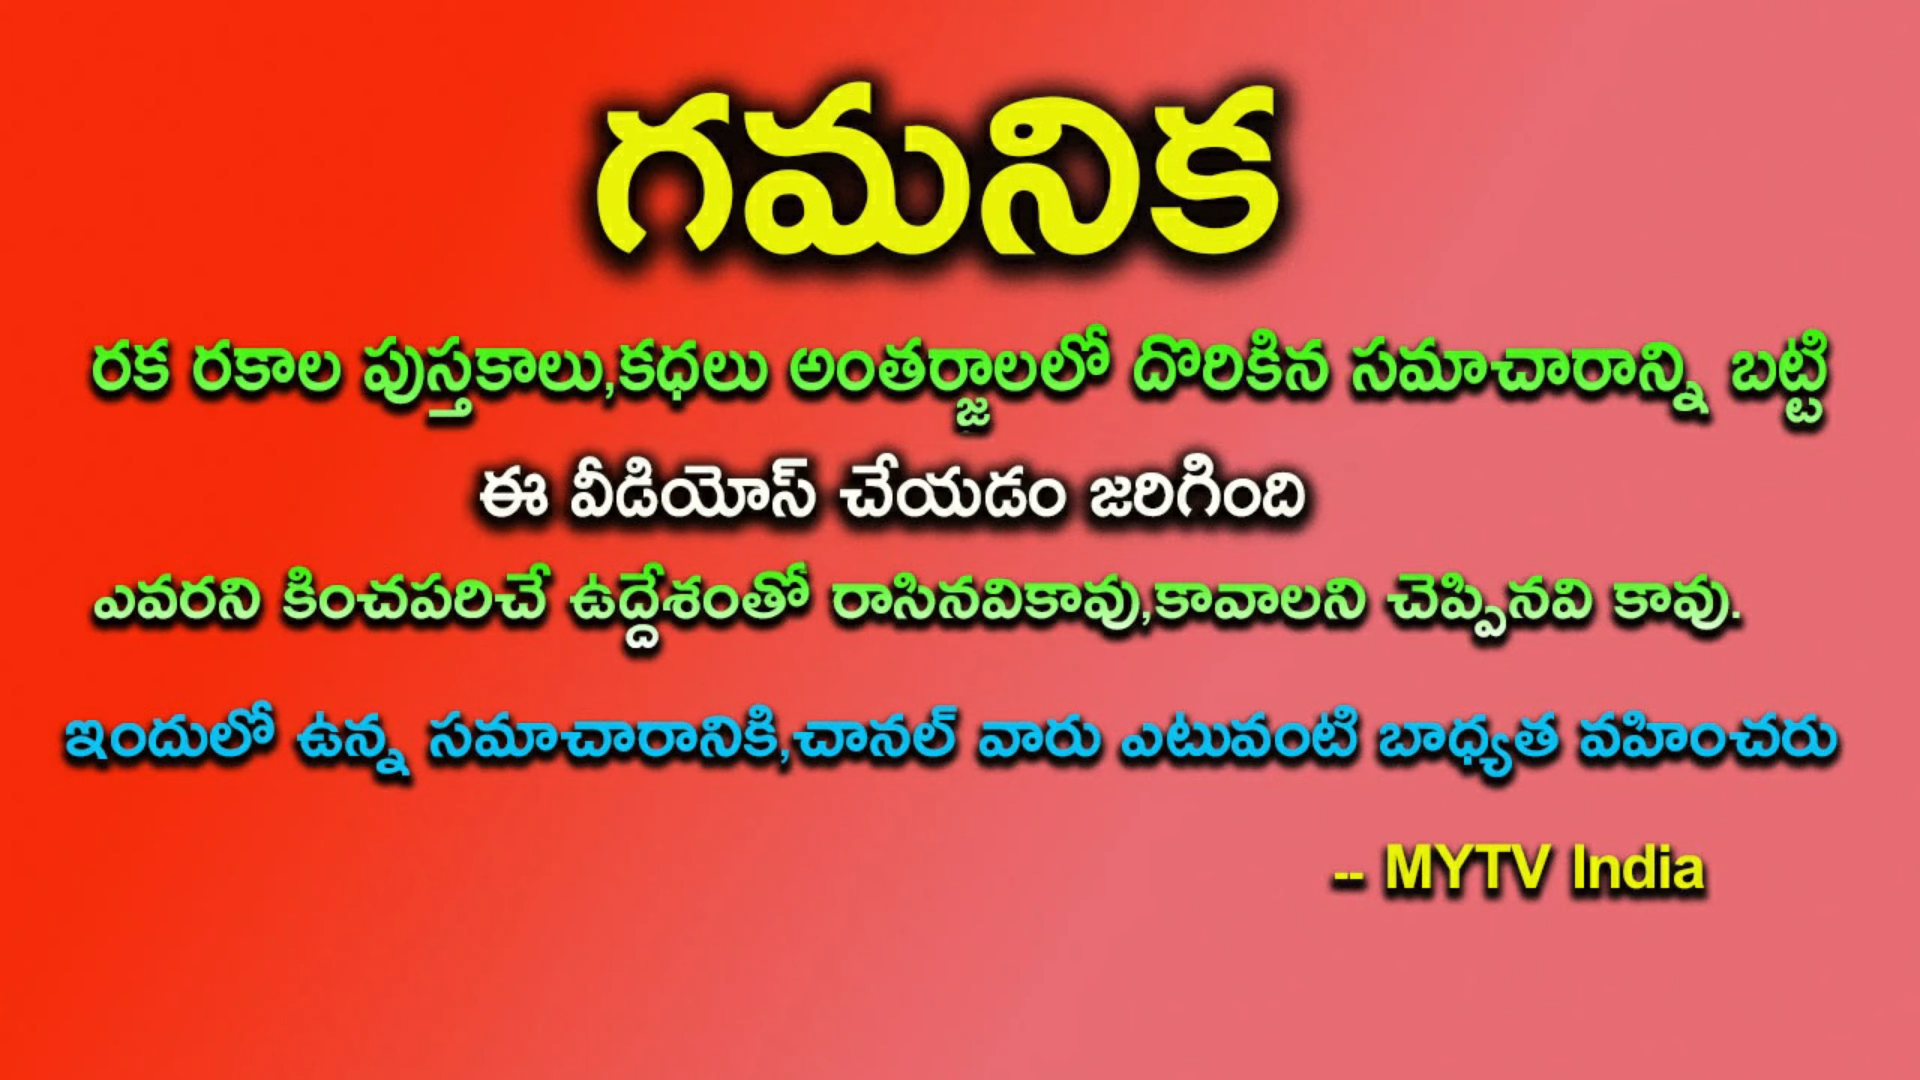 గమనిక
రక రకాల పుస్తకాలు,కధలు అంతర్జాలలో దొరికిన సమాచారాన్ని బట్టి
ఈ వీడియోస్ చేయడం జరిగింది
ఎవరని కించపరిచే ఉద్దేశంతో రాసినవికావు,కావాలని చెప్పినవి కావు.
ఇందులో ఉన్న సమాచారానికి,చానల్ వారు ఎటువంటి బాధ్యత వహించరు
-- MYTV India